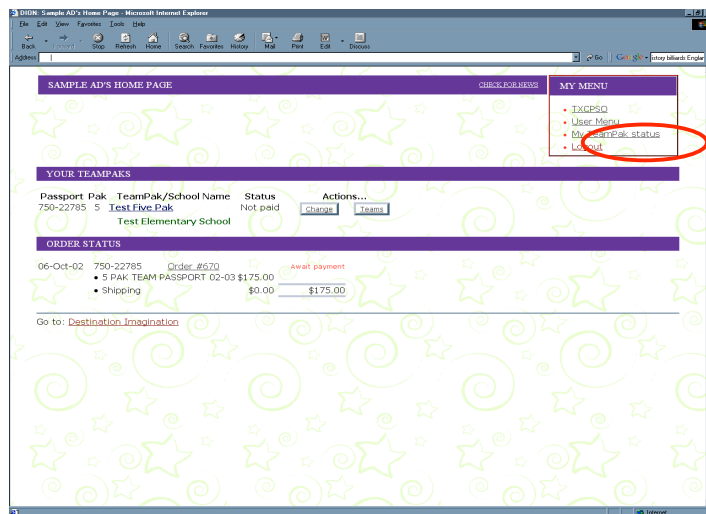 DION: Sample AD's Home Page - Microsoft Internet Explorer
File Edit View Favorites Tools Help
Back Forward Stop Refresh Home Search Favorites History Mail Print Edit Discuss
Address Go Google istory billiards Englar
SAMPLE AD'S HOME PAGE CHECK FOR NEWS
MY MENU
• TXCPSO
• User Menu
• My TeamPak status
• Logout
YOUR TEAMPAKS
Passport Pak TeamPak/School Name Status Actions...
750-22785 5 Test Five Pak Not paid Change Teams
Test Elementary School
ORDER STATUS
06-Oct-02 750-22785 Order #670 Await payment
• 5 PAK TEAM PASSPORT 02-03 $175.00
• Shipping $0.00 $175.00
Go to: Destination Imagination
Internet